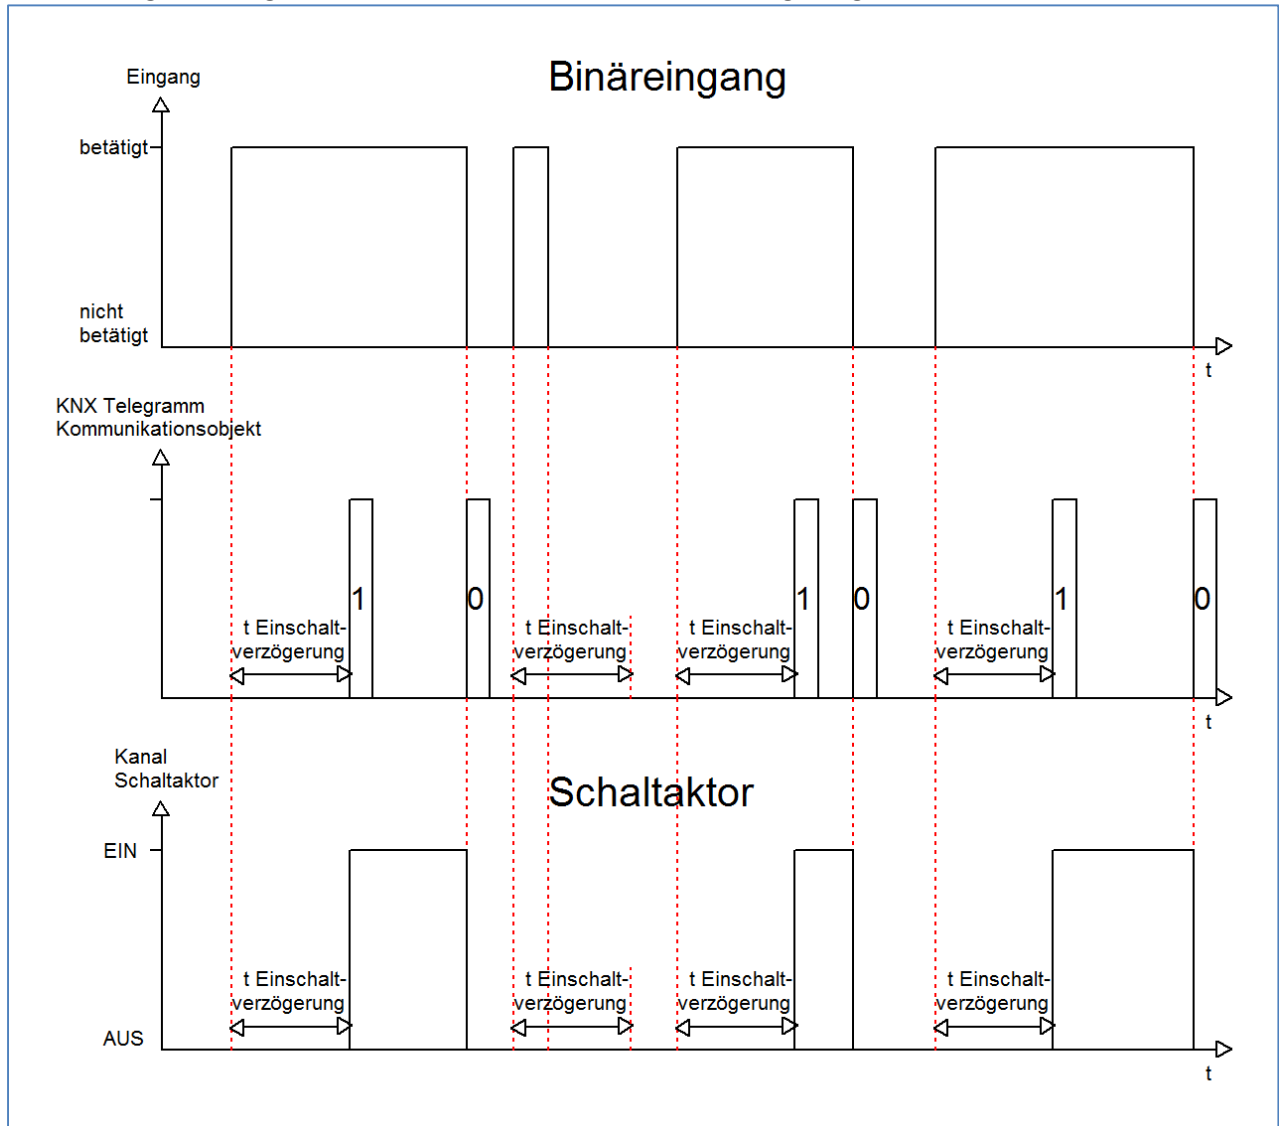 Binäreingang
Eingang
betätigt
nicht
betätigt
t
KNX Telegramm
Kommunikationsobjekt
1
0
1
0
1
0
t Einschalt-
verzögerung
t Einschalt-
verzögerung
t Einschalt-
verzögerung
t Einschalt-
verzögerung
t
Kanal
Schaltaktor
Schaltaktor
EIN
t Einschalt-
verzögerung
t Einschalt-
verzögerung
t Einschalt-
verzögerung
t Einschalt-
verzögerung
AUS
t